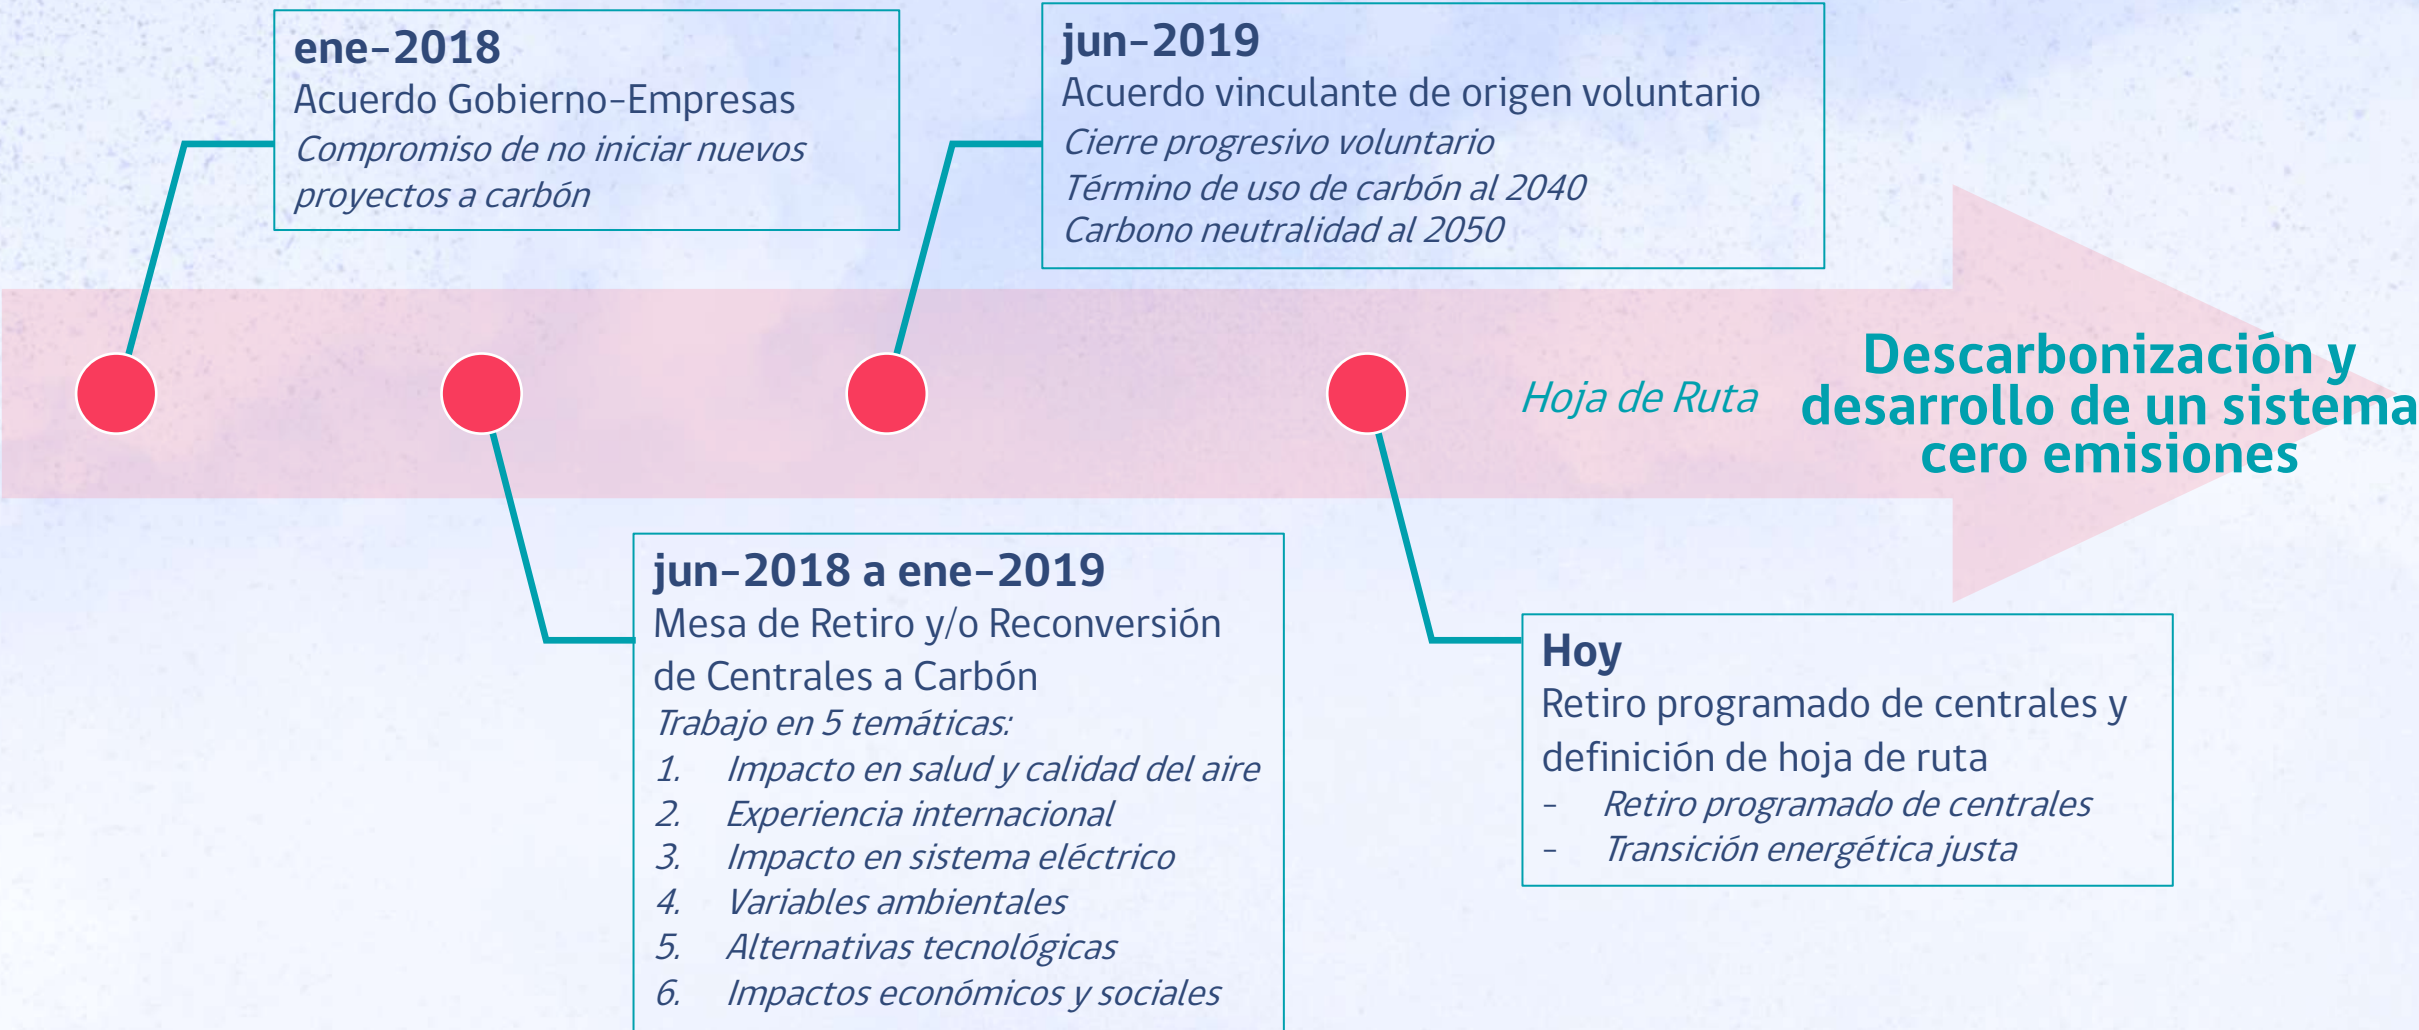 ene-2018
Acuerdo Gobierno-Empresas
Compromiso de no iniciar nuevos
proyectos a carbón
jun-2019
Acuerdo vinculante de origen voluntario
Cierre progresivo voluntario
Término de uso de carbón al 2040
Carbono neutralidad al 2050
Hoja de Ruta
Descarbonización y
desarrollo de un sistema
cero emisiones
jun-2018 a ene-2019
Mesa de Retiro y/o Reconversión
de Centrales a Carbón
Trabajo en 5 temáticas:
1. Impacto en salud y calidad del aire
2. Experiencia internacional
3. Impacto en sistema eléctrico
4. Variables ambientales
5. Alternativas tecnológicas
6. Impactos económicos y sociales
Hoy
Retiro programado de centrales y
definición de hoja de ruta
- Retiro programado de centrales
- Transición energética justa